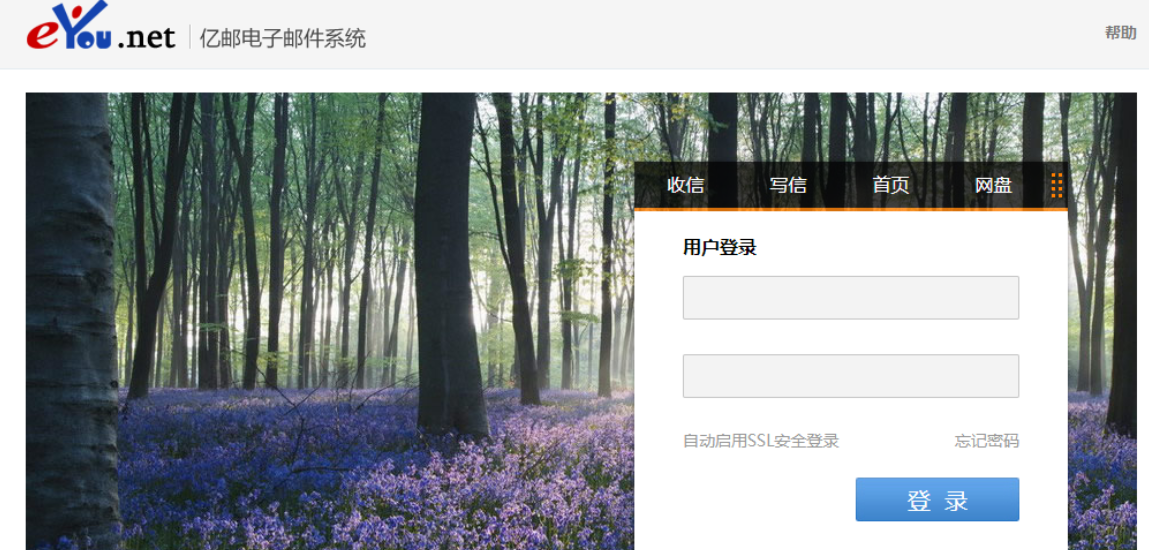 eYou.net 亿邮电子邮件系统
帮助
收信 写信 首页 网盘
用户登录
自动启用SSL安全登录 忘记密码
登 录